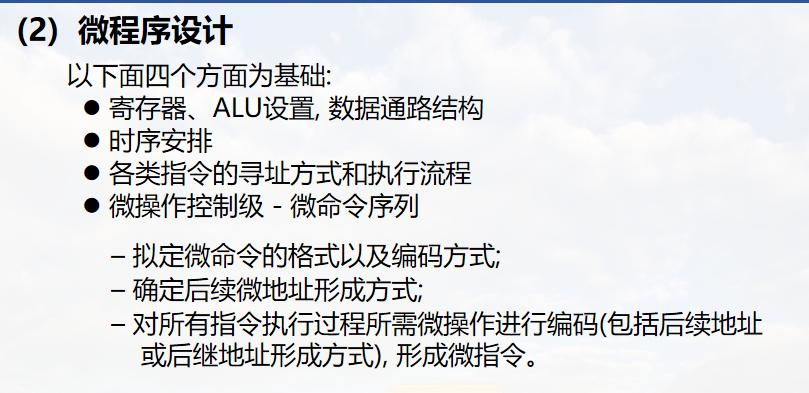 (2) 微程序设计
以下面四个方面为基础:
● 寄存器、ALU设置, 数据通路结构
● 时序安排
● 各类指令的寻址方式和执行流程
● 微操作控制级 - 微命令序列
– 拟定微命令的格式以及编码方式;
– 确定后续微地址形成方式;
– 对所有指令执行过程所需微操作进行编码(包括后续地址
或后继地址形成方式), 形成微指令。